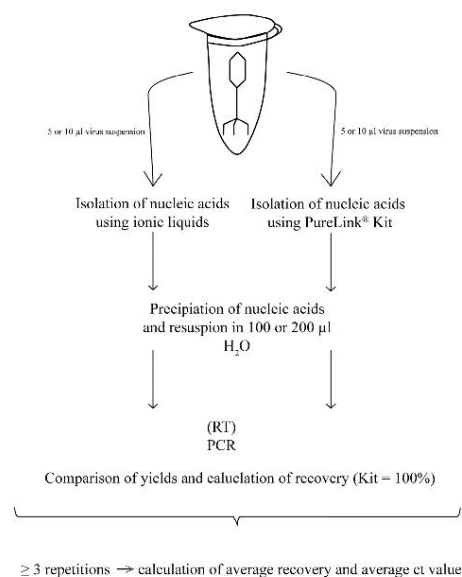 5 or 10 µl virus suspension
5 or 10 µl virus suspension
Isolation of nucleic acids
using ionic liquids
Isolation of nucleic acids
using PureLink® Kit
Precipiation of nucleic acids
and resuspion in 100 or 200 µl
H₂O
(RT)
PCR
Comparison of yields and caluclation of recovery (Kit = 100%)
≥ 3 repetitions → calculation of average recovery and average ct value